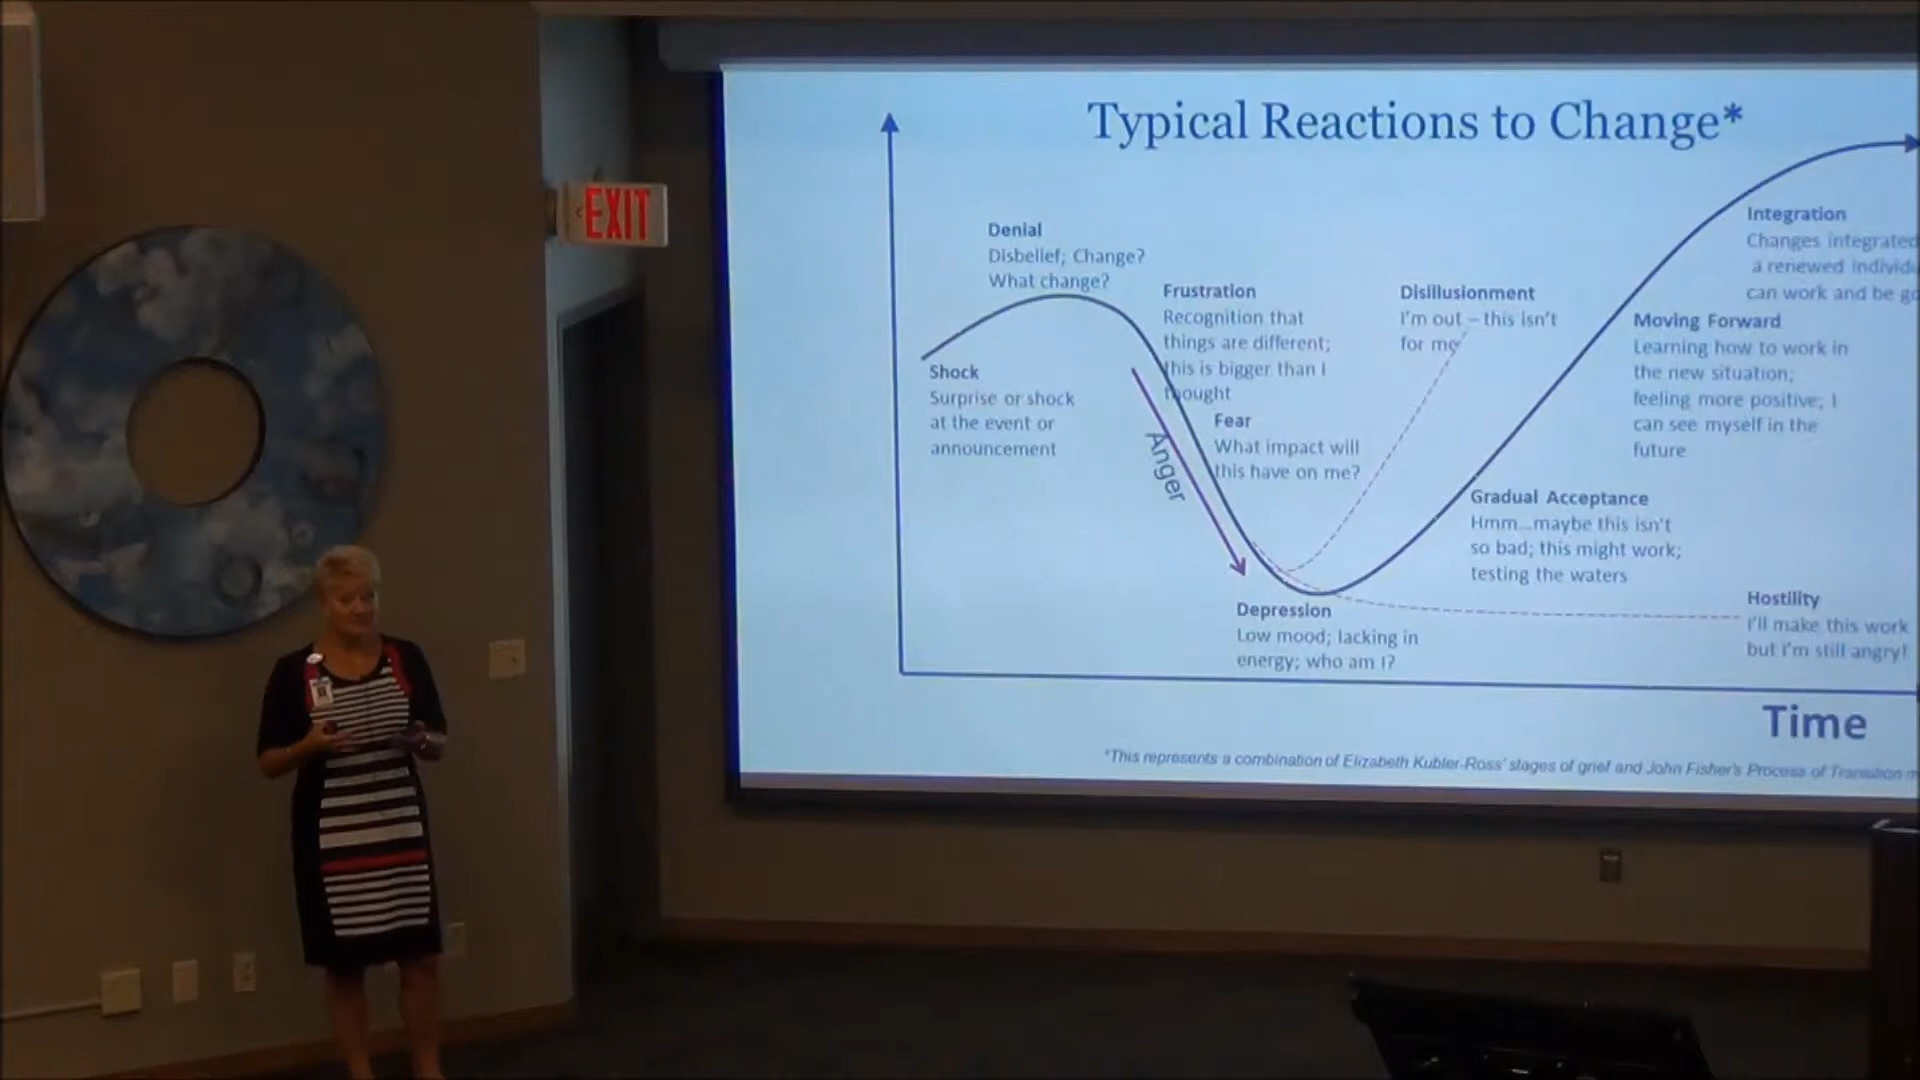 Typical Reactions to Change*
EXIT
Denial
Disbelief; Change?
What change?
Shock
Surprise or shock
at the event or
announcement
Frustration
Recognition that
things are different;
this is bigger than I
thought
Anger
Fear
What impact will
this have on me?
Depression
Low mood; lacking in
energy; who am I?
Disillusionment
I'm out – this isn't
for me
Gradual Acceptance
Hmm...maybe this isn't
so bad; this might work;
testing the waters
Moving Forward
Learning how to work in
the new situation;
feeling more positive; I
can see myself in the
future
Integration
Changes integrated
a renewed
can work and be
Hostility
I'll make this work
but I'm still angry!
Time
*This represents a combination of Elizabeth Kubler-Ross' stages of grief and John Fisher's Process of Transition